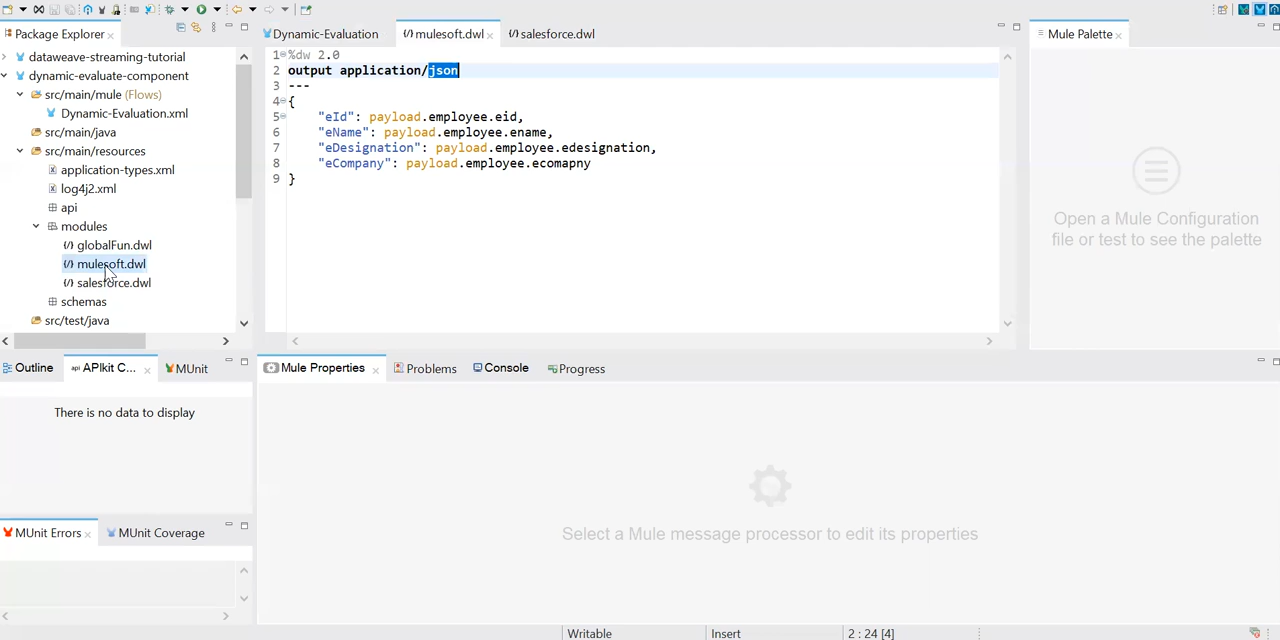 Package Explorer
dataweave-streaming-tutorial
dynamic-evaluate-component
src/main/mule (Flows)
Dynamic-Evaluation.xml
src/main/java
src/main/resources
application-types.xml
log4j2.xml
api
modules
globalFun.dwl
mulesoft.dwl
salesforce.dwl
schemas
src/test/java
Dynamic-Evaluation
mulesoft.dwl
salesforce.dwl
1 %dw 2.0
2 output application/json
3 ---
4 {
5 "eId": payload.employee.eid,
6 "eName": payload.employee.ename,
7 "eDesignation": payload.employee.edesignation,
8 "eCompany": payload.employee.ecomapny
9 }
Mule Palette
Open a Mule Configuration
file or test to see the palette
Outline
api APIkit C...
MUnit
There is no data to display
Mule Properties
Problems
Console
Progress
Select a Mule message processor to edit its properties
MUnit Errors
MUnit Coverage
Writable
Insert
2 : 24 [4]